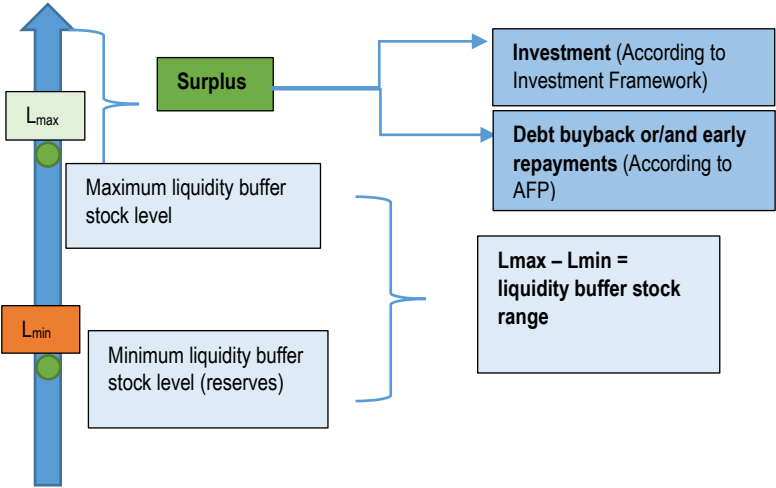 Surplus
Investment (According to
Investment Framework)
Lmax
Debt buyback or/and early
repayments (According to
AFP)
Maximum liquidity buffer
stock level
Lmax – Lmin =
liquidity buffer stock
range
Lmin
Minimum liquidity buffer
stock level (reserves)